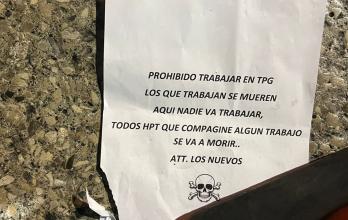 PROHIBIDO TRABAJAR EN TPG
LOS QUE TRABAJAN SE MUEREN
AQUI NADIE VA TRABAJAR,
TODOS HPT QUE COMPAGINE ALGUN TRABAJO
SE VA A MORIR..
ATT. LOS NUEVOS